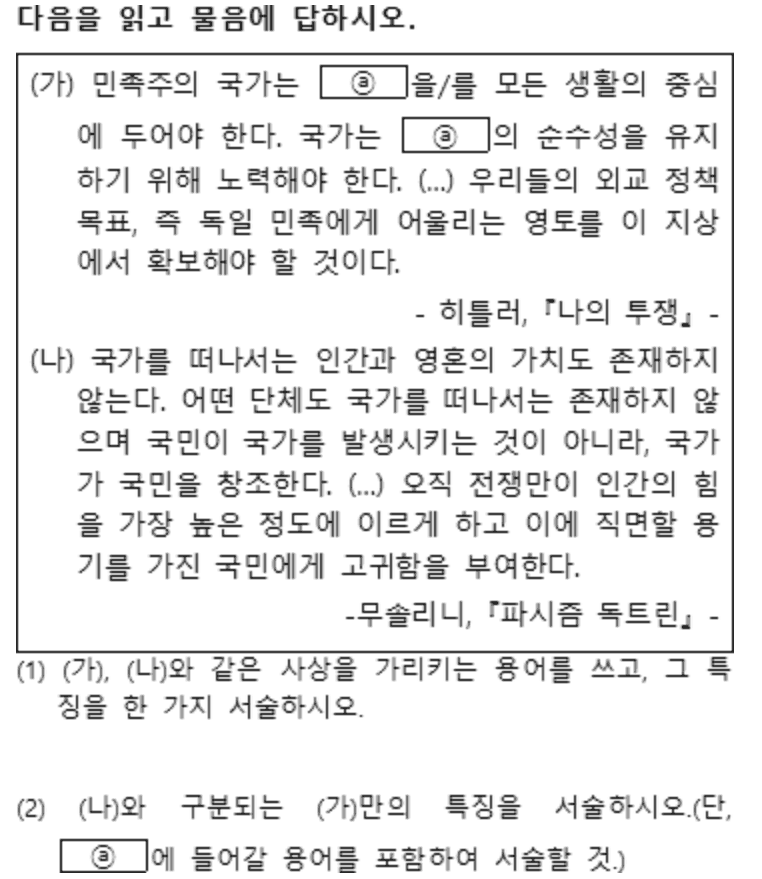 다음을 읽고 물음에 답하시오.
(가) 민족주의 국가는 ⓐ 을/를 모든 생활의 중심
에 두어야 한다. 국가는 ⓐ 의 순수성을 유지
하기 위해 노력해야 한다. (...) 우리들의 외교 정책
목표, 즉 독일 민족에게 어울리는 영토를 이 지상
에서 확보해야 할 것이다.
- 히틀러, 『나의 투쟁』 -
(나) 국가를 떠나서는 인간과 영혼의 가치도 존재하지
않는다. 어떤 단체도 국가를 떠나서는 존재하지 않
으며 국민이 국가를 발생시키는 것이 아니라, 국가
가 국민을 창조한다. (...) 오직 전쟁만이 인간의 힘
을 가장 높은 정도에 이르게 하고 이에 직면할 용
기를 가진 국민에게 고귀함을 부여한다.
-무솔리니, 『파시즘 독트린』 -
(1) (가), (나)와 같은 사상을 가리키는 용어를 쓰고, 그 특
징을 한 가지 서술하시오.
(2) (나)와 구분되는 (가)만의 특징을 서술하시오.(단,
ⓐ 에 들어갈 용어를 포함하여 서술할 것.)